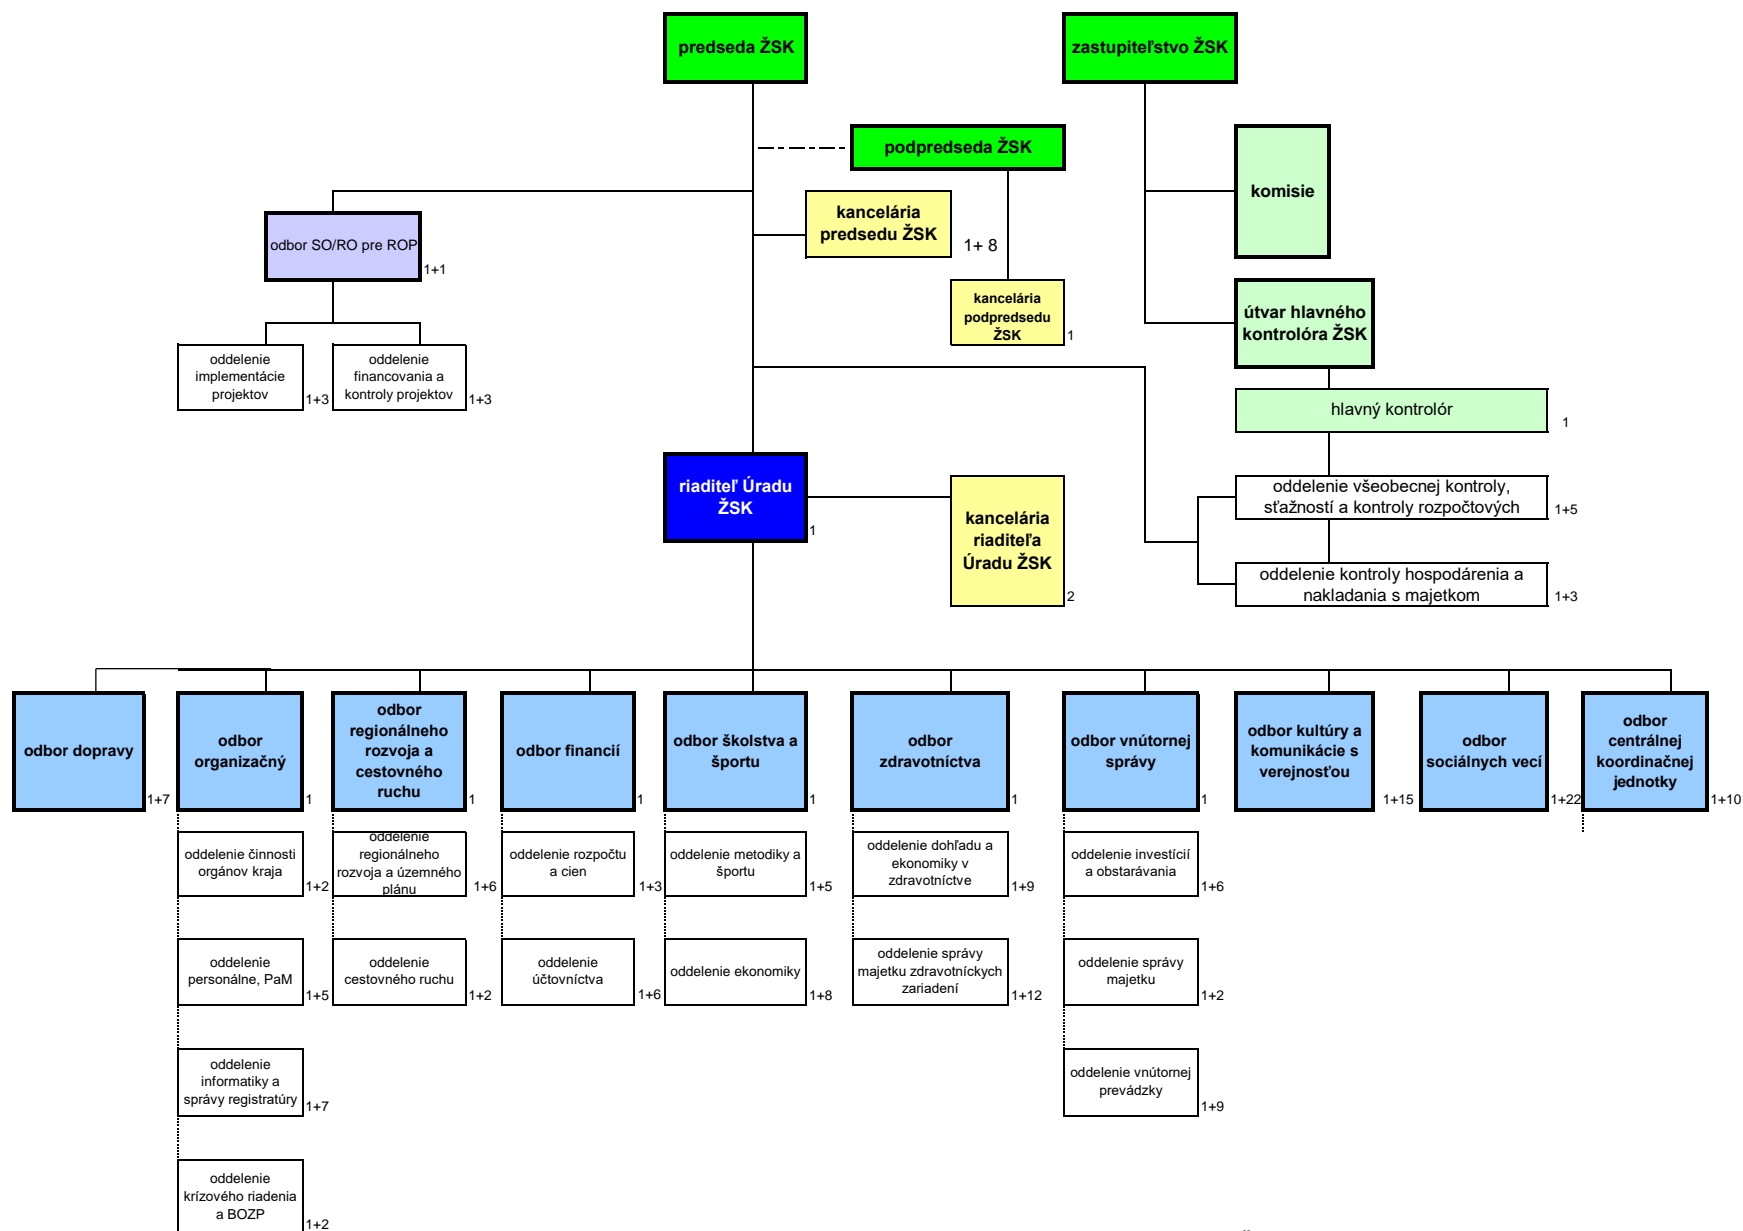 predseda ŽSK
zastupiteľstvo ŽSK
podpredseda ŽSK
komisie
kancelária
predsedu ŽSK
1+ 8
odbor SO/RO pre ROP
1+1
kancelária
podpredsedu
ŽSK
1
útvar hlavného
kontrolóra ŽSK
oddelenie
implementácie
projektov
1+3
oddelenie
financovania a
kontroly projektov
1+3
hlavný kontrolór
1
riaditeľ Úradu
ŽSK
1
kancelária
riaditeľa
Úradu ŽSK
2
oddelenie všeobecnej kontroly,
sťažností a kontroly rozpočtových
1+5
oddelenie kontroly hospodárenia a
nakladania s majetkom
1+3
odbor dopravy
1+7
odbor
organizačný
1
odbor
regionálneho
rozvoja a
cestovného
ruchu
1
odbor financií
1
odbor školstva a
športu
1
odbor
zdravotníctva
1
odbor vnútornej
správy
1
odbor kultúry a
komunikácie s
verejnosťou
1+15
odbor
sociálnych vecí
1+22
odbor
centrálnej
koordinačnej
jednotky
1+10
oddelenie činnosti
orgánov kraja
1+2
oddelenie
regionálneho
rozvoja a územného
plánu
1+6
oddelenie rozpočtu
a cien
1+3
oddelenie metodiky a
športu
1+5
oddelenie dohľadu a
ekonomiky v
zdravotníctve
1+9
oddelenie investícií
a obstarávania
1+6
oddelenie
personálne, PaM
1+5
oddelenie
cestovného ruchu
1+2
oddelenie
účtovníctva
1+6
oddelenie ekonomiky
1+8
oddelenie správy
majetku zdravotníckych
zariadení
1+12
oddelenie správy
majetku
1+2
oddelenie
informatiky a
správy registratúry
1+7
oddelenie vnútornej
prevádzky
1+9
oddelenie
krízového riadenia
a BOZP
1+2